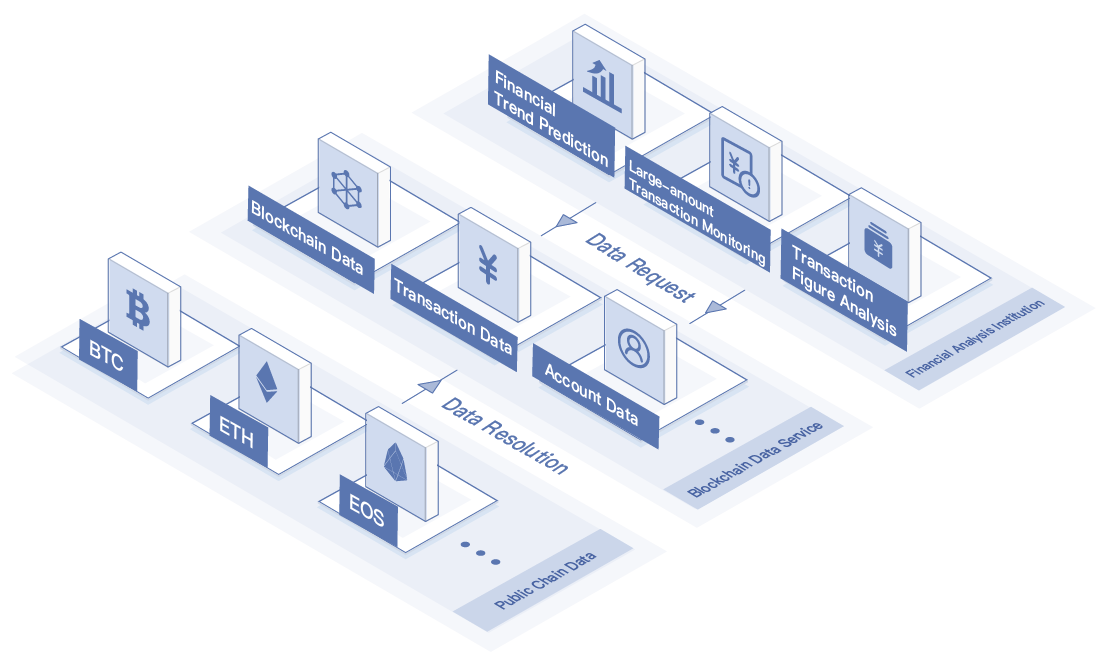 Financial
Trend Prediction
Large-amount
Transaction Monitoring
Transaction
Figure Analysis
Financial Analysis Institution
Data Request
Blockchain Data
¥
Transaction Data
Account Data
Blockchain Data Service
Data Resolution
BTC
ETH
EOS
Public Chain Data